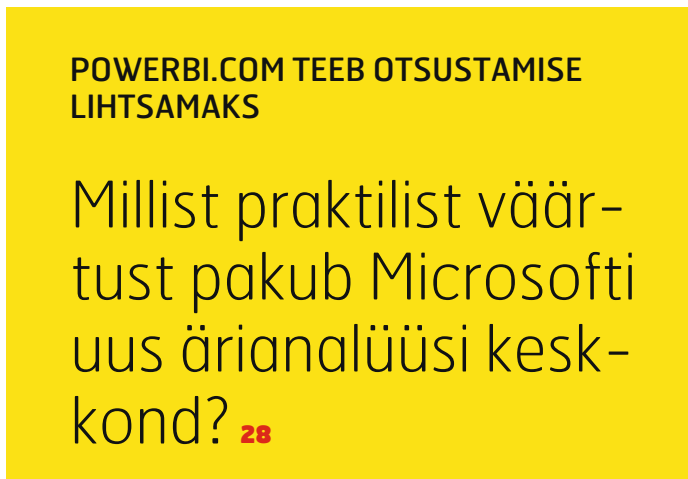 POWERBI.COM TEEB OTSUSTAMISE
LIHTSAMAKS
Millist praktilist väär-
tust pakub Microsofti
uus ärianalüüsi kesk-
kond? 28